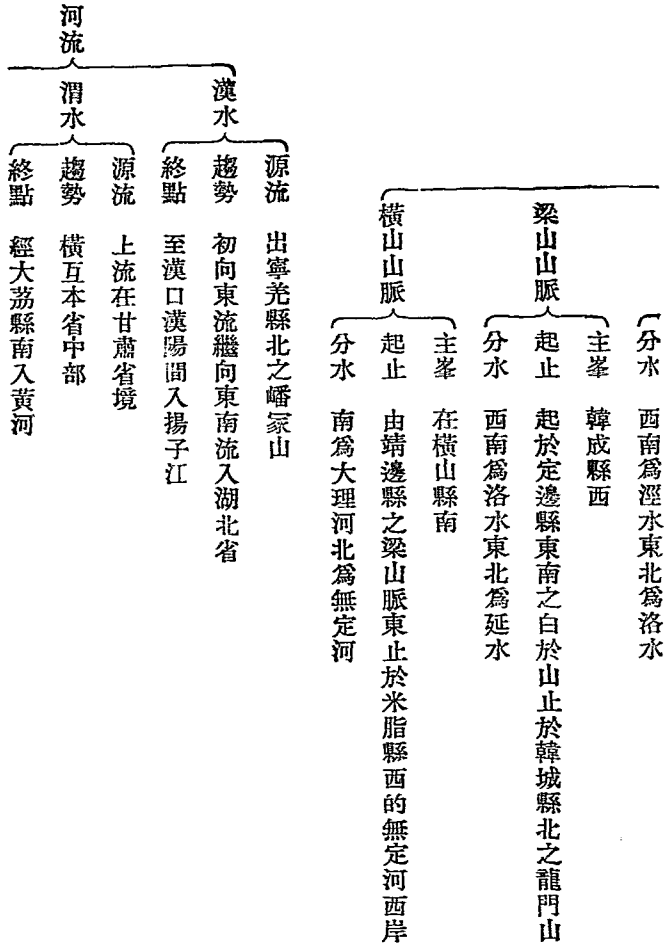 分水　西南爲涇水東北爲洛水
梁山山脈
主峯　韓成縣西
起止　起於定邊縣東南之白於山止於韓城縣北之龍門山
分水　西南爲洛水東北爲延水
橫山山脈
主峯　在橫山縣南
起止　由靖邊縣之梁山脈東止於米脂縣西的無定河西岸
分水　南爲大理河北爲無定河
河流
漢水
源流　出寧羌縣北之嶓冢山
趨勢　初向東流繼向東南流入湖北省
終點　至漢口漢陽間入揚子江
渭水
源流　上流在甘肅省境
趨勢　橫互本省中部
終點　經大荔縣南入黃河